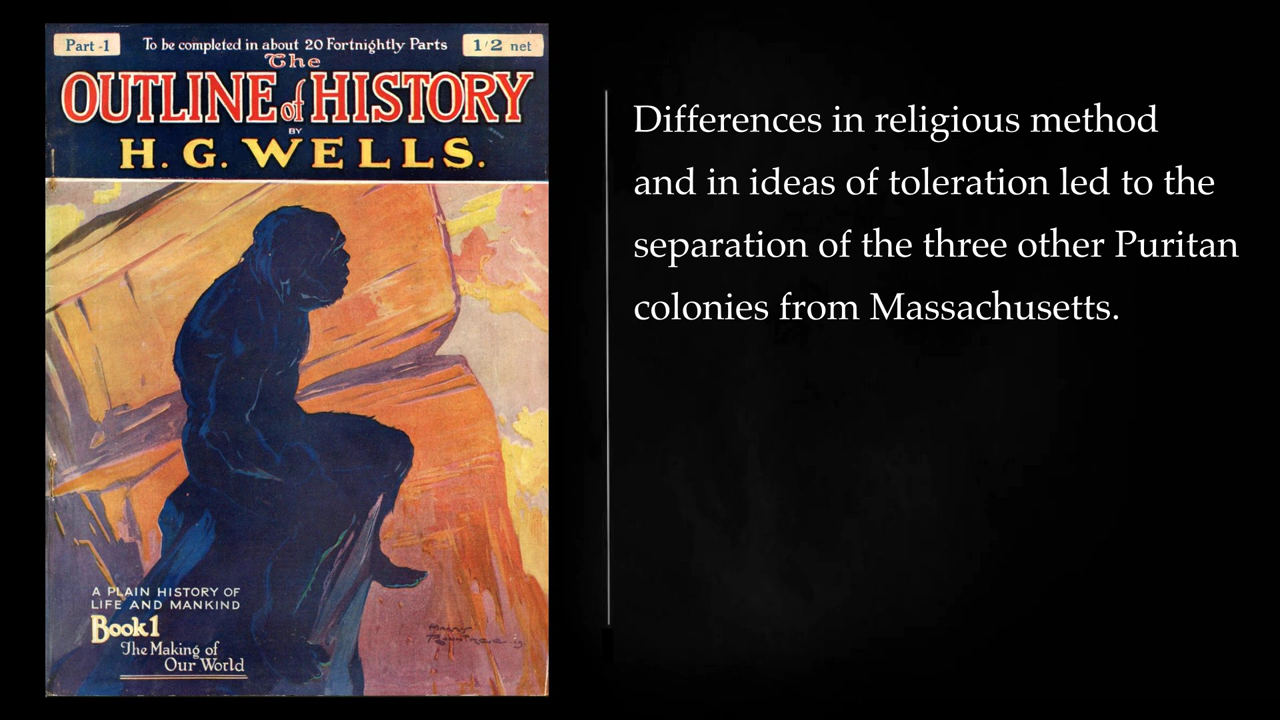 Part -1
To be completed in about 20 Fortnightly Parts
1/2 net
The
OUTLINE of HISTORY
BY
H. G. WELLS.
A PLAIN HISTORY OF
LIFE AND MANKIND
Book 1
The Making of
Our World
Differences in religious method
and in ideas of toleration led to the
separation of the three other Puritan
colonies from Massachusetts.